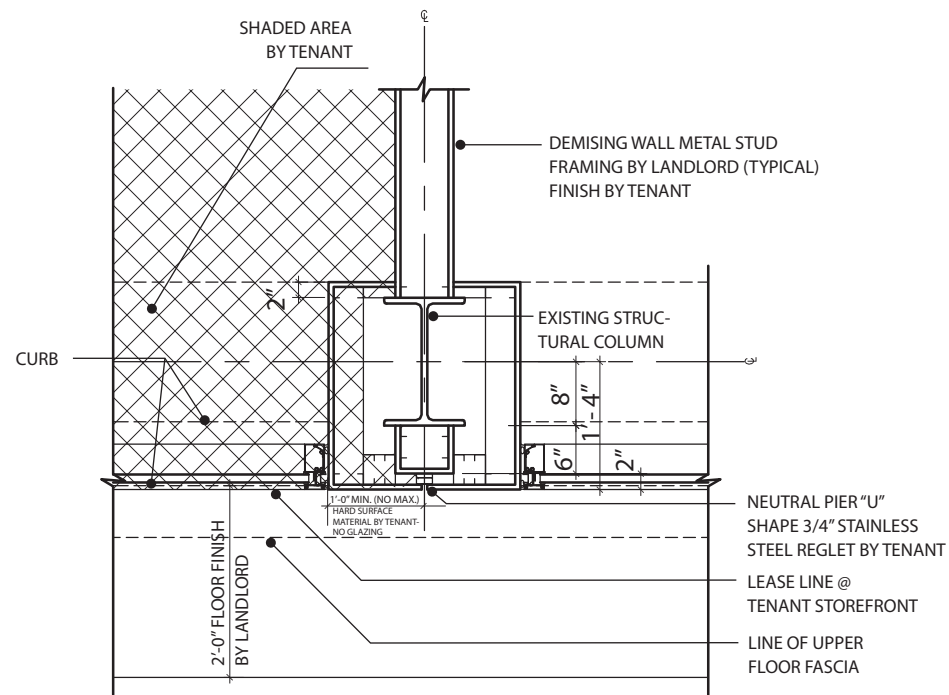 ℄
SHADED AREA
BY TENANT
DEMISING WALL METAL STUD
FRAMING BY LANDLORD (TYPICAL)
FINISH BY TENANT
2"
EXISTING STRUC-
TURAL COLUMN
CURB
℄
8"
1'-4"
6"
2"
1'-0" MIN. (NO MAX.)
HARD SURFACE
MATERIAL BY TENANT-
NO GLAZING
NEUTRAL PIER "U"
SHAPE 3/4" STAINLESS
STEEL REGLET BY TENANT
2'-0" FLOOR FINISH
BY LANDLORD
LEASE LINE @
TENANT STOREFRONT
LINE OF UPPER
FLOOR FASCIA